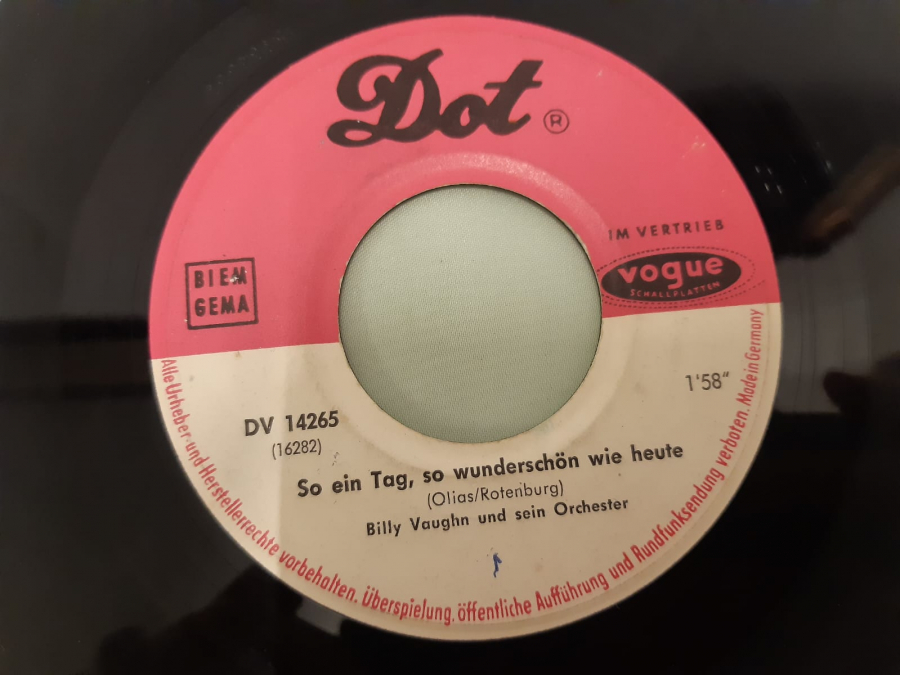 Dot ®
IM VERTRIEB
vogue
SCHALLPLATTEN
BIEM
GEMA
1'58"
DV 14265
(16282)
So ein Tag, so wunderschön wie heute
(Olias/Rotenburg)
Billy Vaughn und sein Orchester
1
Alle Urheber-und Herstellerrechte vorbehalten. Überspielung, öffentliche Aufführung und Rundfunksendung verboten. Made in Germany